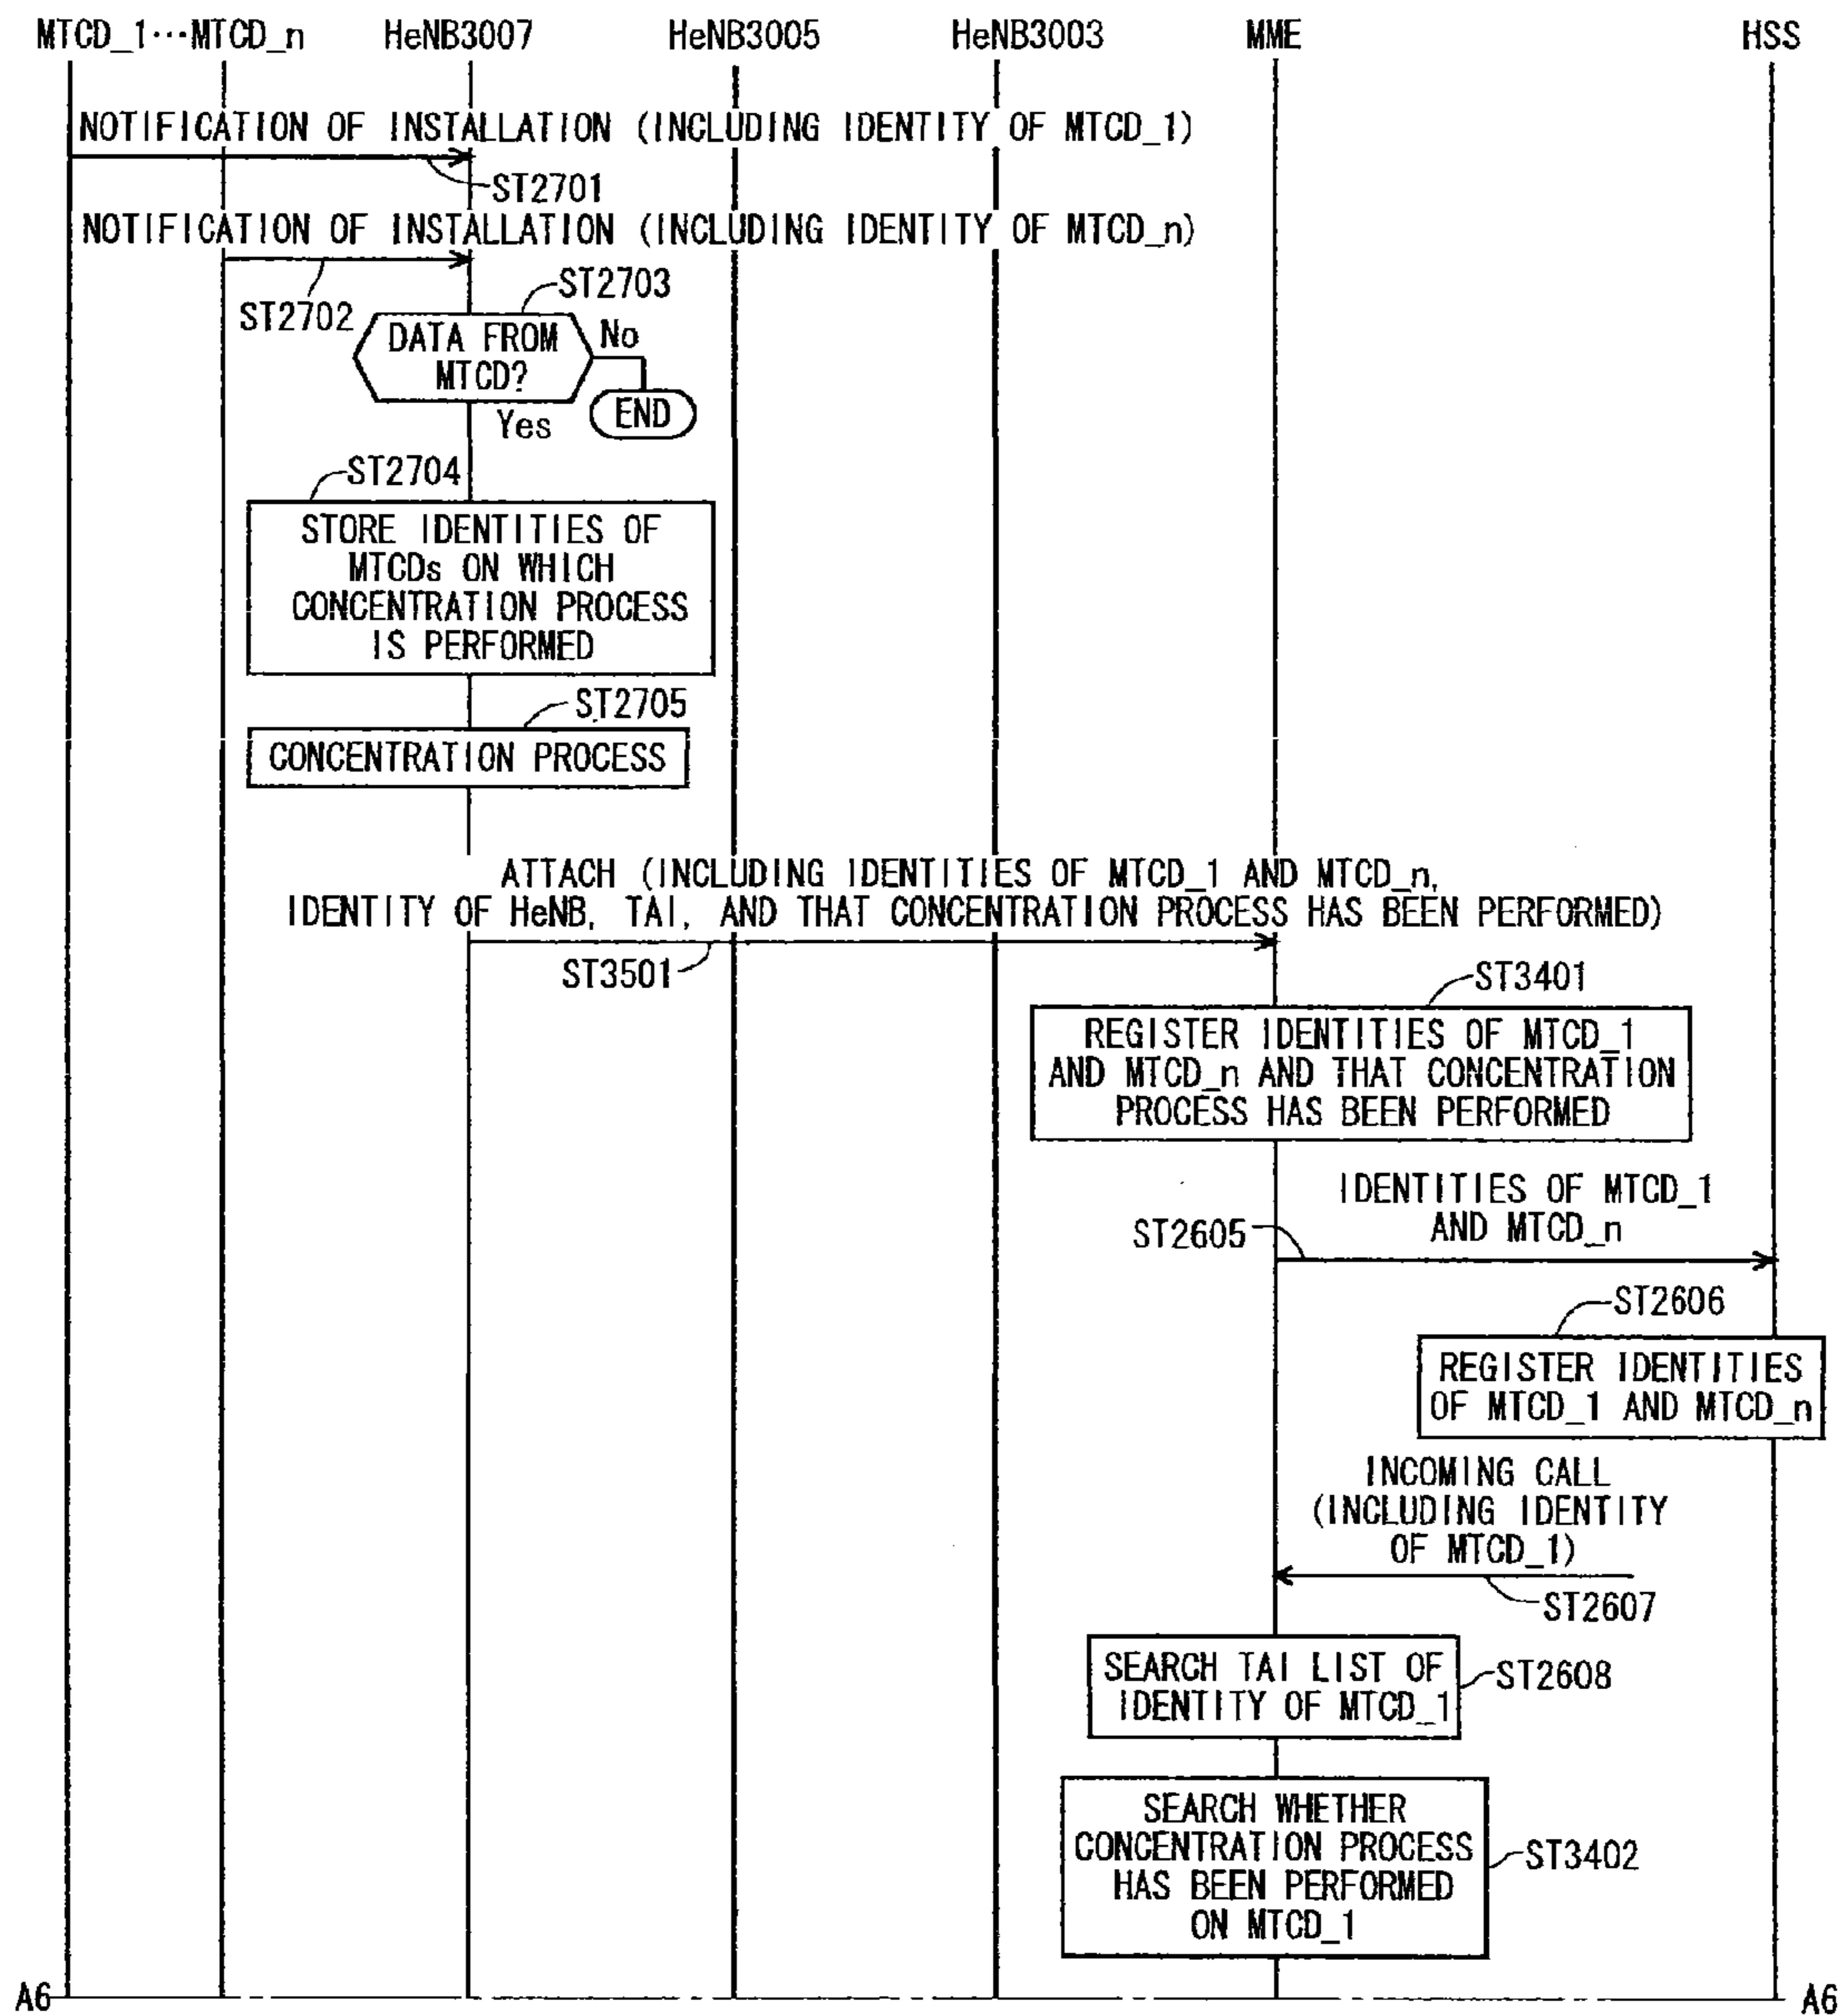 MTCD_1···MTCD_n HeNB3007 HeNB3005 HeNB3003 MME HSS
NOTIFICATION OF INSTALLATION (INCLUDING IDENTITY OF MTCD_1)
ST2701
NOTIFICATION OF INSTALLATION (INCLUDING IDENTITY OF MTCD_n)
ST2702
ST2703
DATA FROM
MTCD?
No
END
Yes
ST2704
STORE IDENTITIES OF
MTCDs ON WHICH
CONCENTRATION PROCESS
IS PERFORMED
ST2705
CONCENTRATION PROCESS
ATTACH (INCLUDING IDENTITIES OF MTCD_1 AND MTCD_n,
IDENTITY OF HeNB, TAI, AND THAT CONCENTRATION PROCESS HAS BEEN PERFORMED)
ST3501
ST3401
REGISTER IDENTITIES OF MTCD_1
AND MTCD_n AND THAT CONCENTRATION
PROCESS HAS BEEN PERFORMED
IDENTITIES OF MTCD_1
AND MTCD_n
ST2605
ST2606
REGISTER IDENTITIES
OF MTCD_1 AND MTCD_n
INCOMING CALL
(INCLUDING IDENTITY
OF MTCD_1)
ST2607
SEARCH TAI LIST OF
IDENTITY OF MTCD_1
ST2608
SEARCH WHETHER
CONCENTRATION PROCESS
HAS BEEN PERFORMED
ON MTCD_1
ST3402
A6 A6